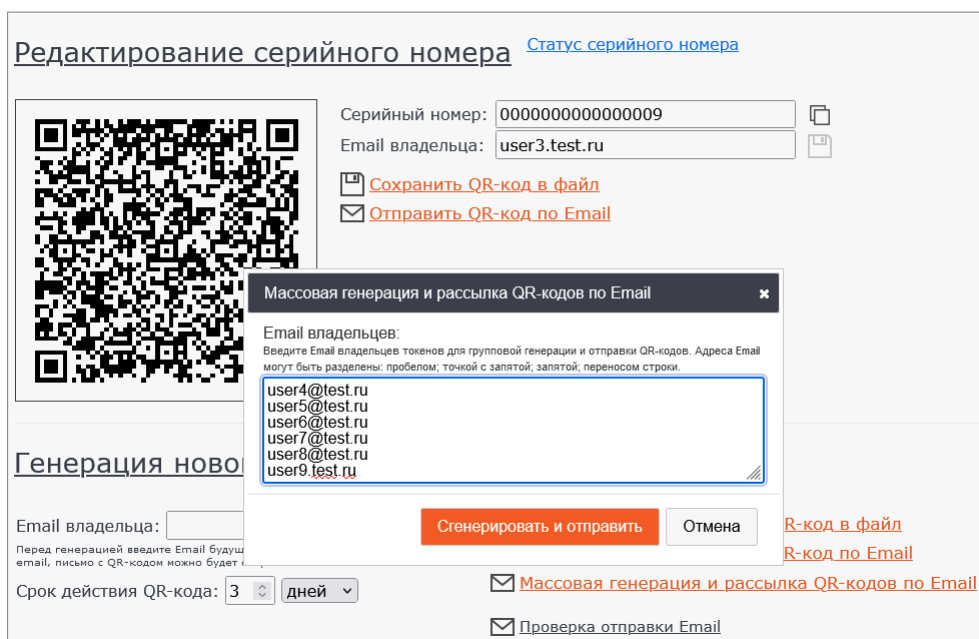 Редактирование серийного номера Статус серийного номера
Серийный номер: 0000000000000009
Email владельца: user3.test.ru
Сохранить QR-код в файл
Отправить QR-код по Email
Массовая генерация и рассылка QR-кодов по Email
Email владельцев:
Введите Email владельцев токенов для групповой генерации и отправки QR-кодов. Адреса Email
могут быть разделены: пробелом; точкой с запятой; запятой; переносом строки.
user4@test.ru
user5@test.ru
user6@test.ru
user7@test.ru
user8@test.ru
user9.test.ru
Сгенерировать и отправить Отмена
Генерация ново
Email владельца:
R-код в файл
Перед генерацией введите Email будущ
email, письмо с QR-кодом можно будет
R-код по Email
Срок действия QR-кода: 3 дней
Массовая генерация и рассылка QR-кодов по Email
Проверка отправки Email